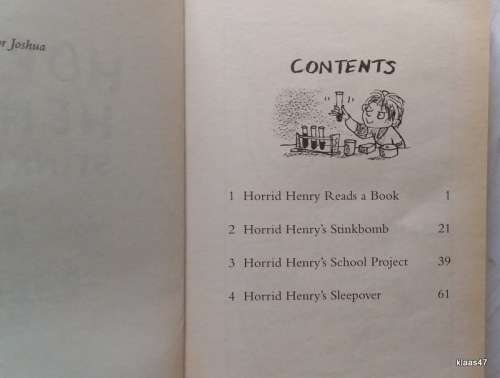 Joshua
CONTENTS
1 Horrid Henry Reads a Book 1
2 Horrid Henry's Stinkbomb 21
3 Horrid Henry's School Project 39
4 Horrid Henry's Sleepover 61
klaas47